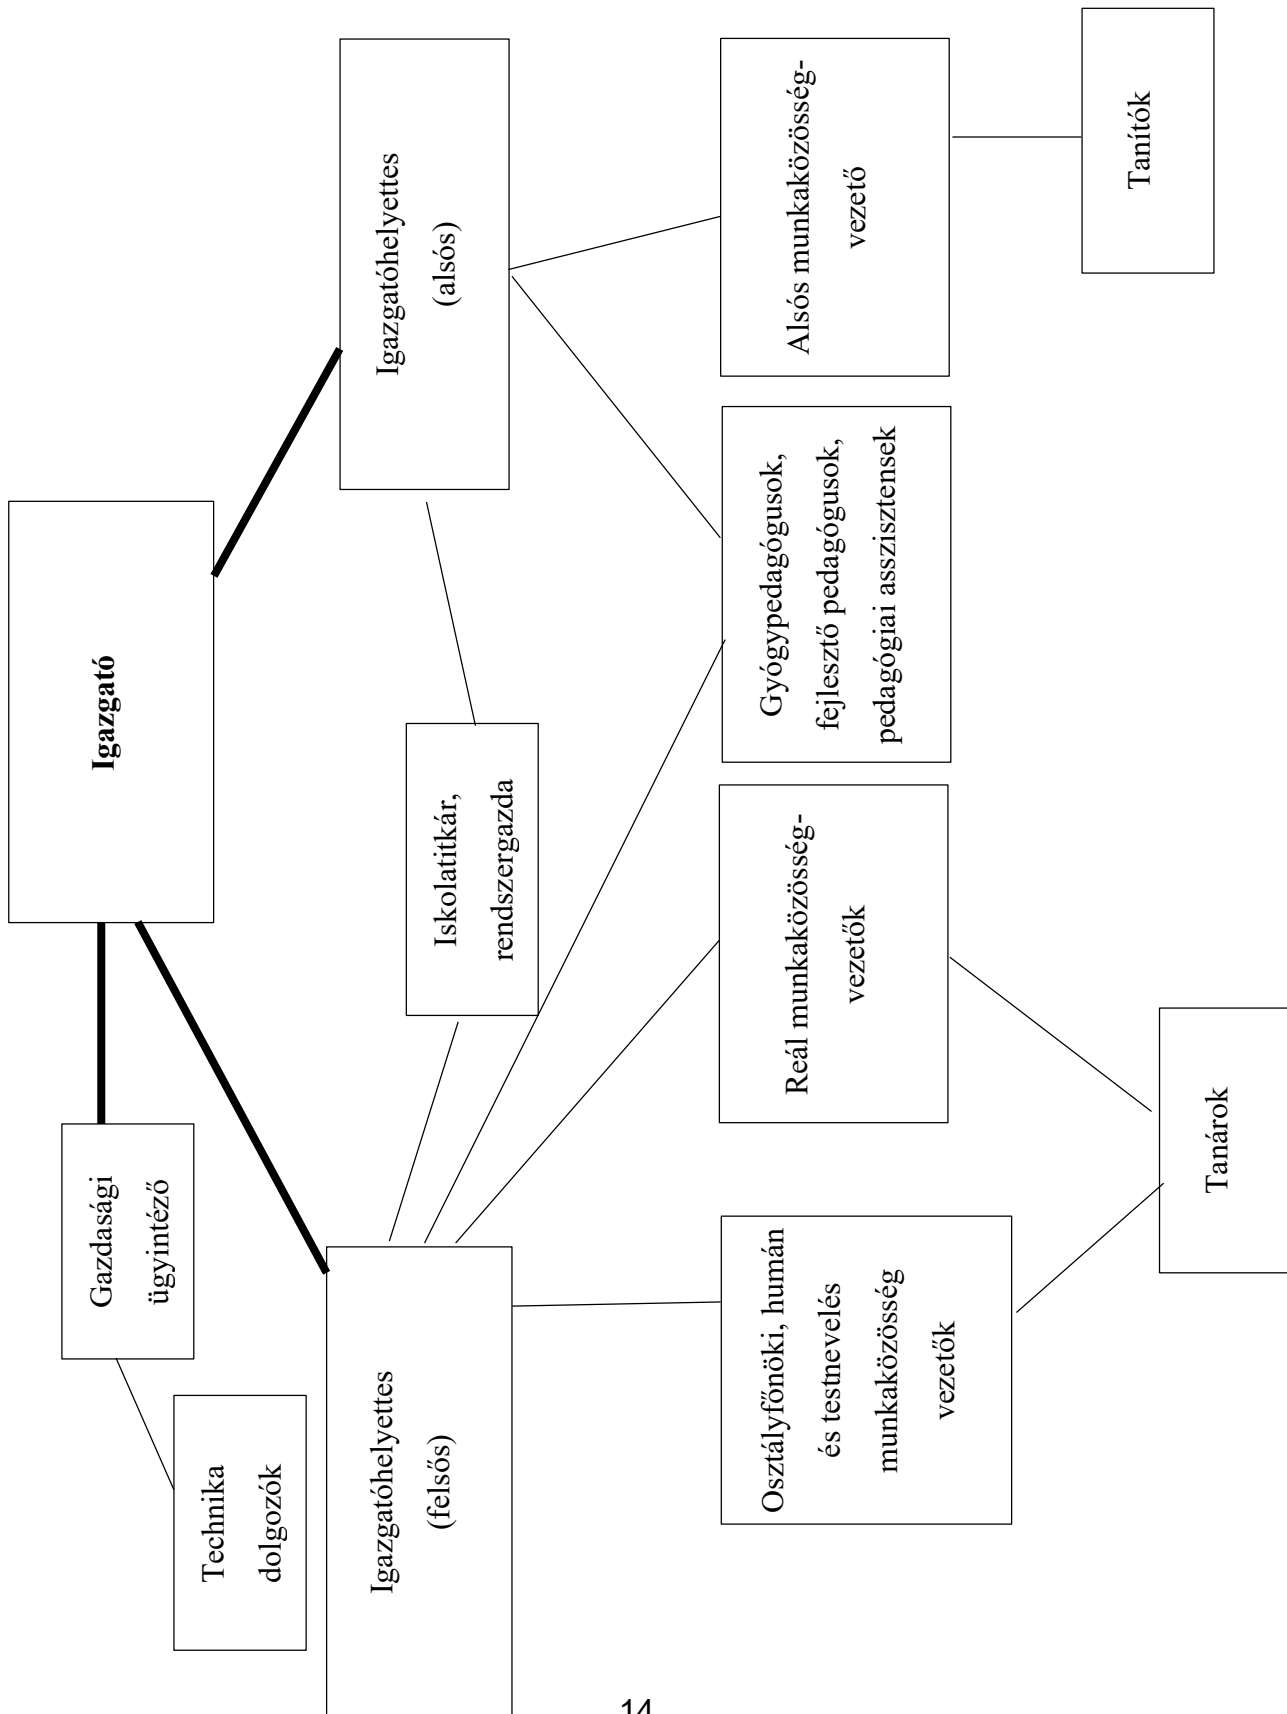 Igazgató
Gazdasági
ügyintéző
Technika
dolgozók
Igazgatóhelyettes
(felsős)
Igazgatóhelyettes
(alsós)
Iskolatitkár,
rendszergazda
Osztályfőnöki, humán
és testnevelés
munkaközösség
vezetők
Reál munkaközösség-
vezetők
Gyógypedagógusok,
fejlesztő pedagógusok,
pedagógiai asszisztensek
Alsós munkaközösség-
vezető
Tanárok
Tanítók
14